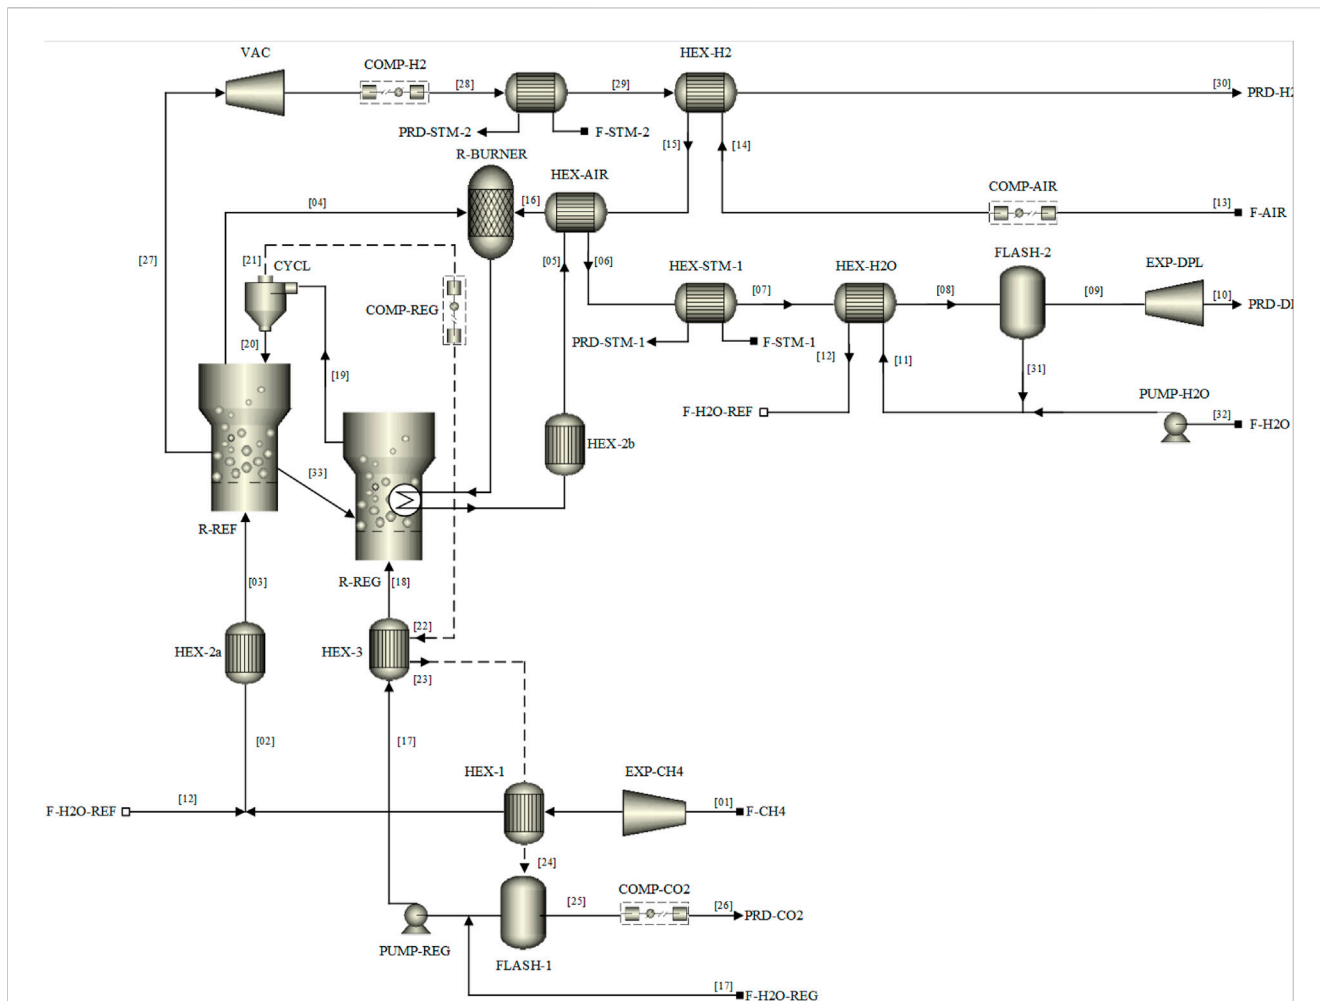 VAC
COMP-H2
HEX-H2
[28]
[29]
[30]
PRD-H2
PRD-STM-2
F-STM-2
[15]
[14]
R-BURNER
HEX-AIR
COMP-AIR
[04]
[16]
[13]
F-AIR
[27]
[21]
CYCL
[05]
[06]
HEX-STM-1
HEX-H2O
FLASH-2
EXP-DPL
COMP-REG
[07]
[08]
[09]
[10]
PRD-D
[20]
[19]
PRD-STM-1
F-STM-1
[12]
[11]
[31]
PUMP-H2O
F-H2O-REF
[32]
F-H2O
HEX-2b
[33]
R-REF
R-REG
[18]
[03]
[22]
HEX-2a
HEX-3
[23]
[02]
[17]
HEX-1
EXP-CH4
F-H2O-REF
[12]
[01]
F-CH4
[24]
COMP-CO2
[25]
[26]
PRD-CO2
PUMP-REG
FLASH-1
[17]
F-H2O-REG